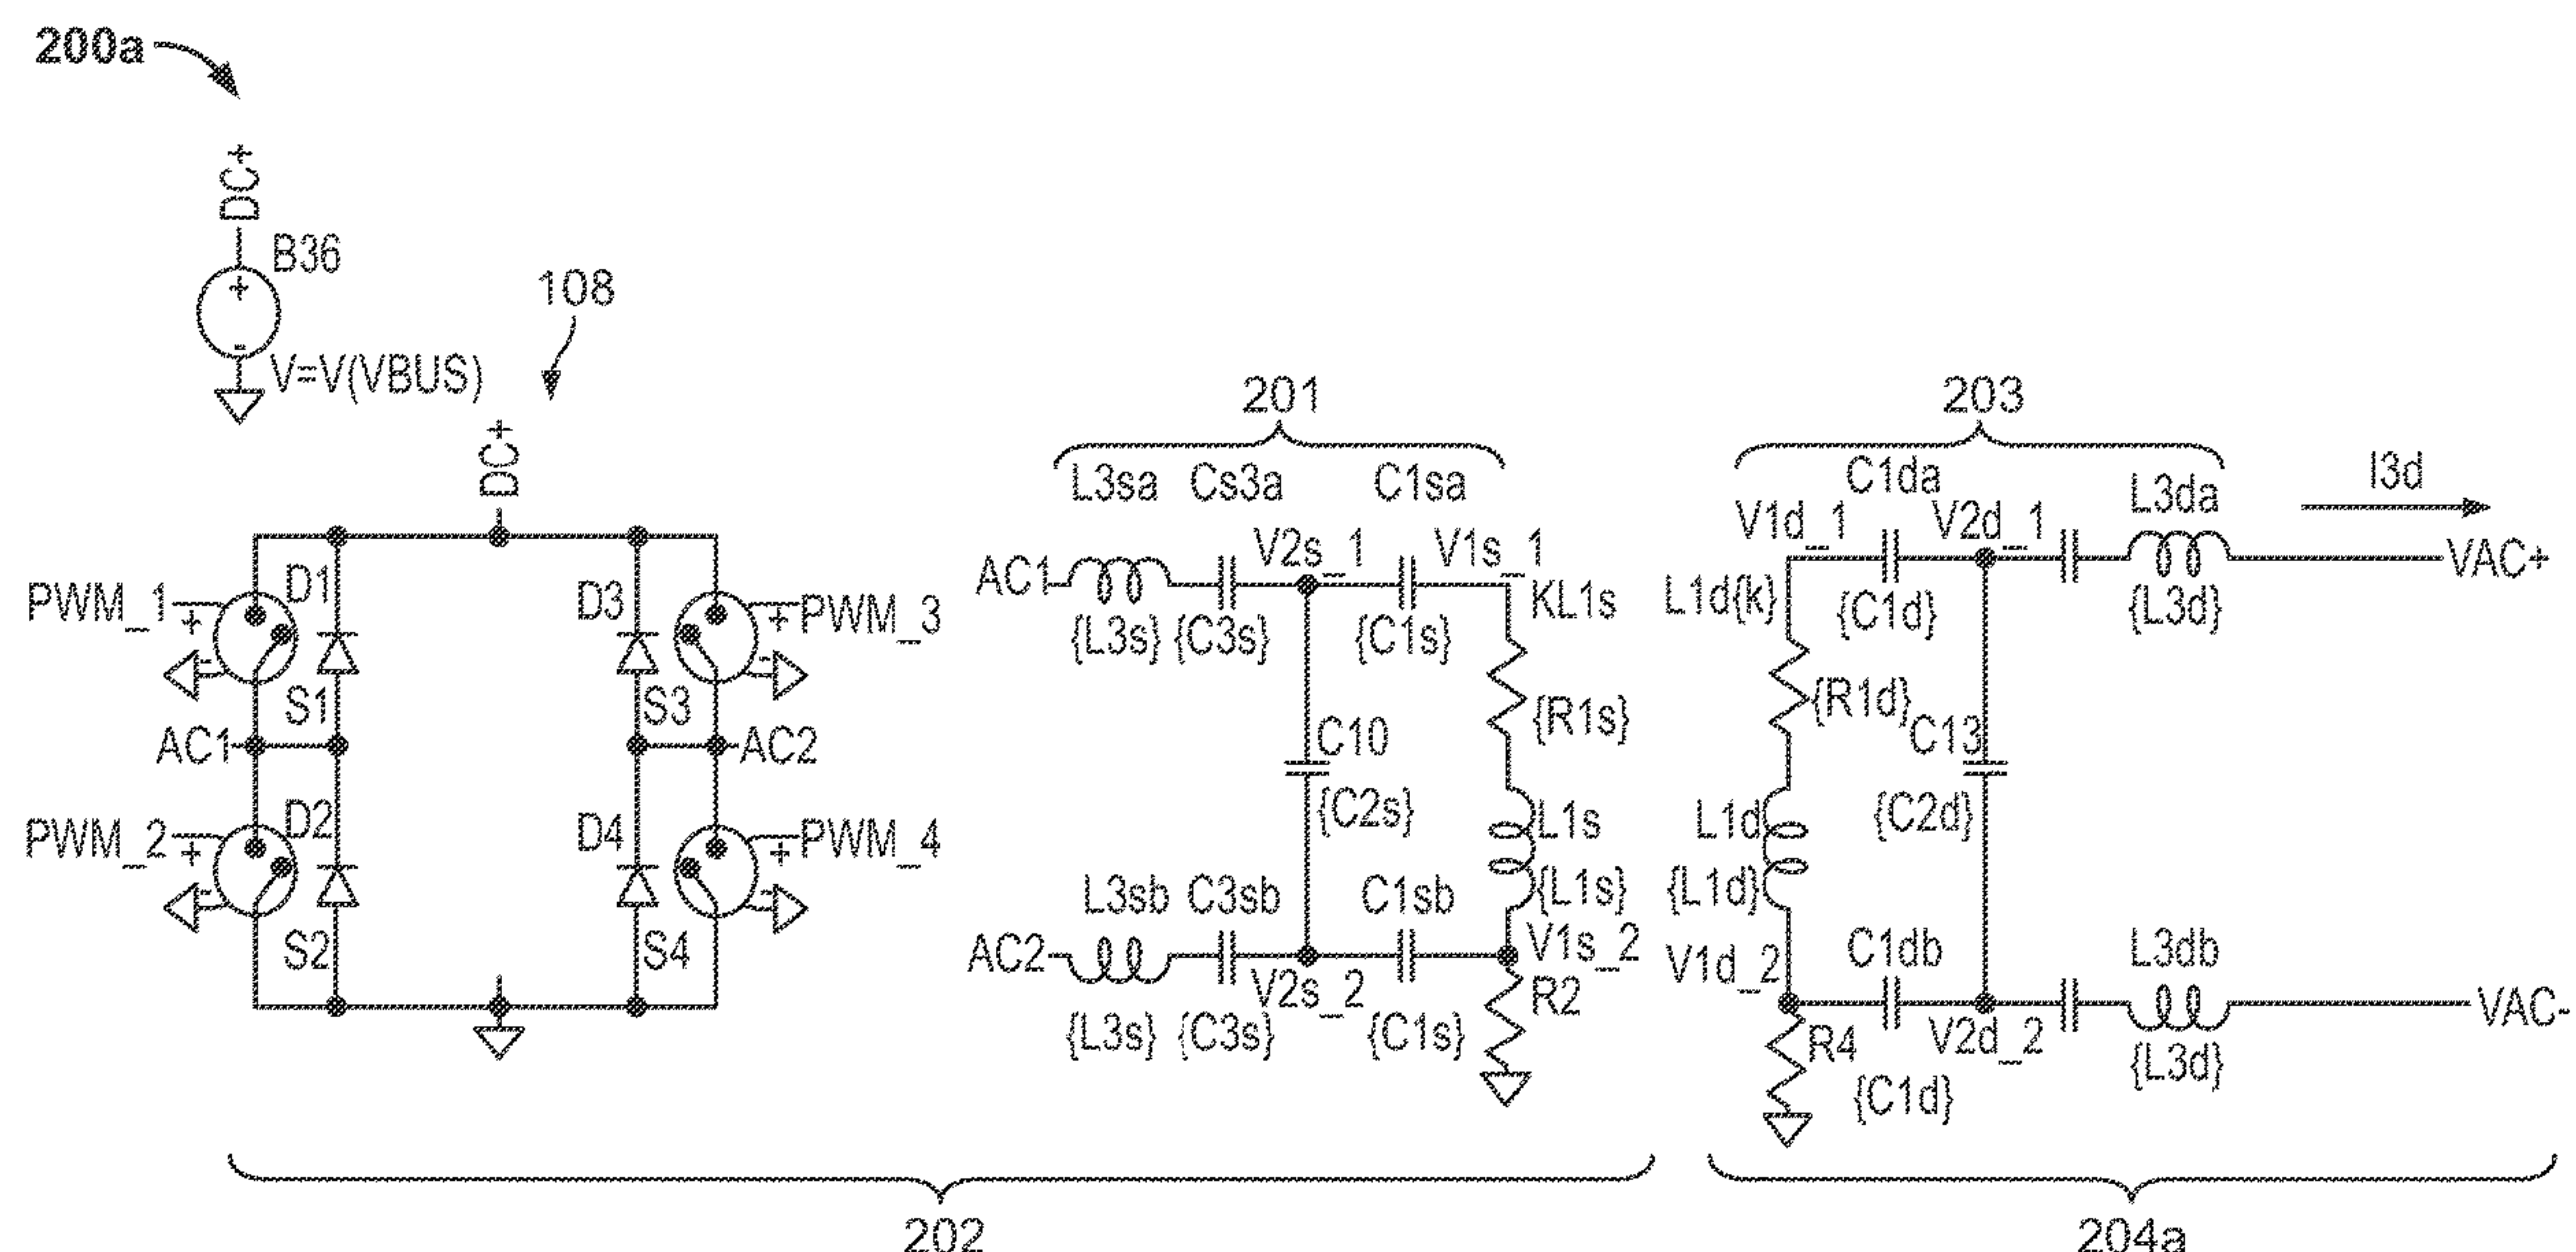 200a
DC+
B36
V=V(VBUS)
108
DC+
PWM_1
D1
S1
AC1
PWM_2
D2
S2
D3
PWM_3
S3
AC2
D4
PWM_4
S4
202
201
L3sa Cs3a C1sa
AC1
V2s_1
V1s_1
KL1s
{L3s} {C3s} {C1s}
{R1s}
C10
{C2s}
L1s
{L1s}
L3sb C3sb C1sb
AC2
V2s_2
V1s_2
R2
{L3s} {C3s} {C1s}
203
C1da
L3da
I3d
V1d_1
V2d_1
VAC+
L1d{k}
{C1d}
{L3d}
{R1d}
C13
{C2d}
L1d
{L1d}
V1d_2
C1db
L3db
R4
V2d_2
VAC-
{C1d}
{L3d}
204a